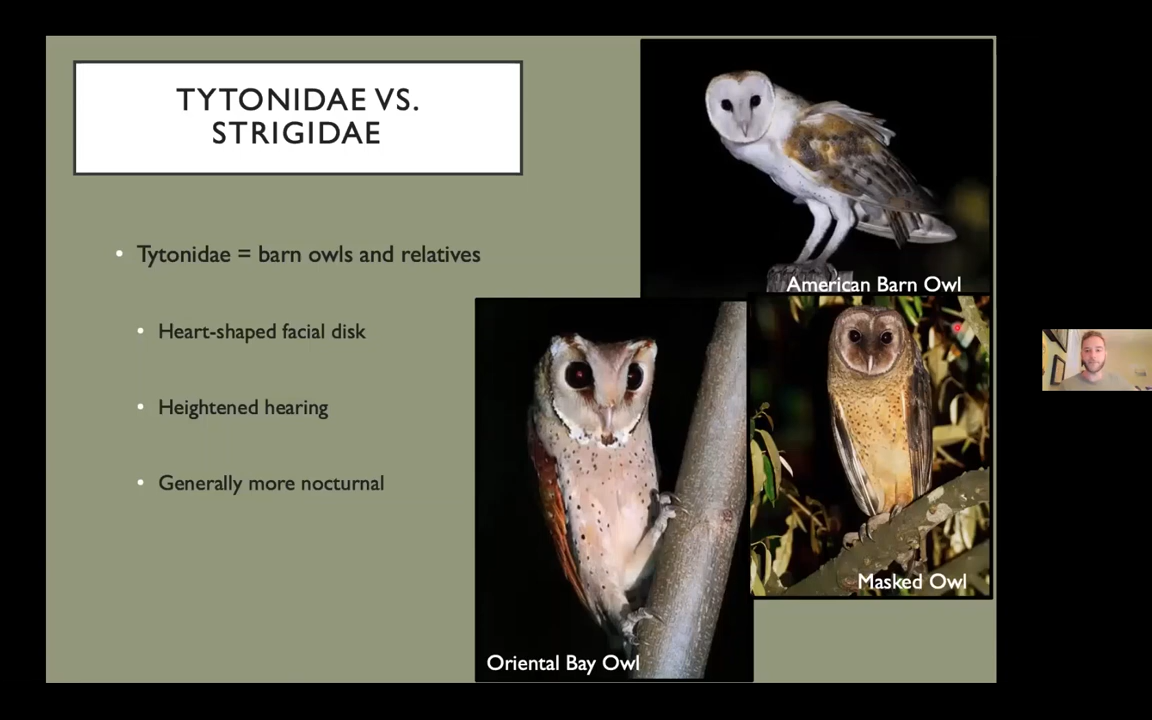 TYTONIDAE VS.
STRIGIDAE
• Tytonidae = barn owls and relatives
• Heart-shaped facial disk
• Heightened hearing
• Generally more nocturnal
American Barn Owl
Masked Owl
Oriental Bay Owl